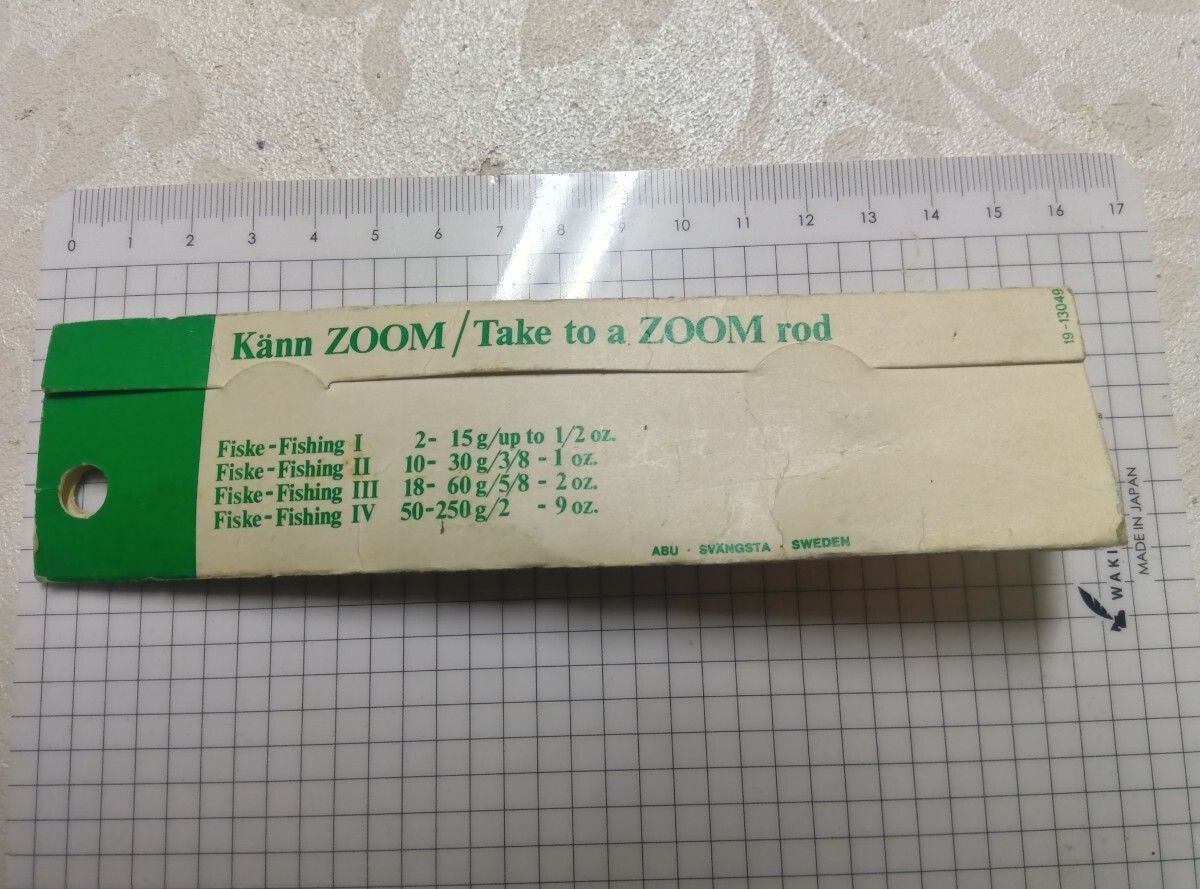 0 1 2 3 4 5 6 7 8 10 11 12 13 14 15 16 17
Känn ZOOM/Take to a ZOOM rod
19-13049
Fiske-Fishing I 2- 15 g/up to 1/2 oz.
Fiske-Fishing II 10- 30 g/3/8 - 1 oz.
Fiske-Fishing III 18- 60 g/5/8 - 2 oz.
Fiske-Fishing IV 50-250 g/2 - 9 oz.
ABU · SVÄNGSTA · SWEDEN
MADE IN JAPAN